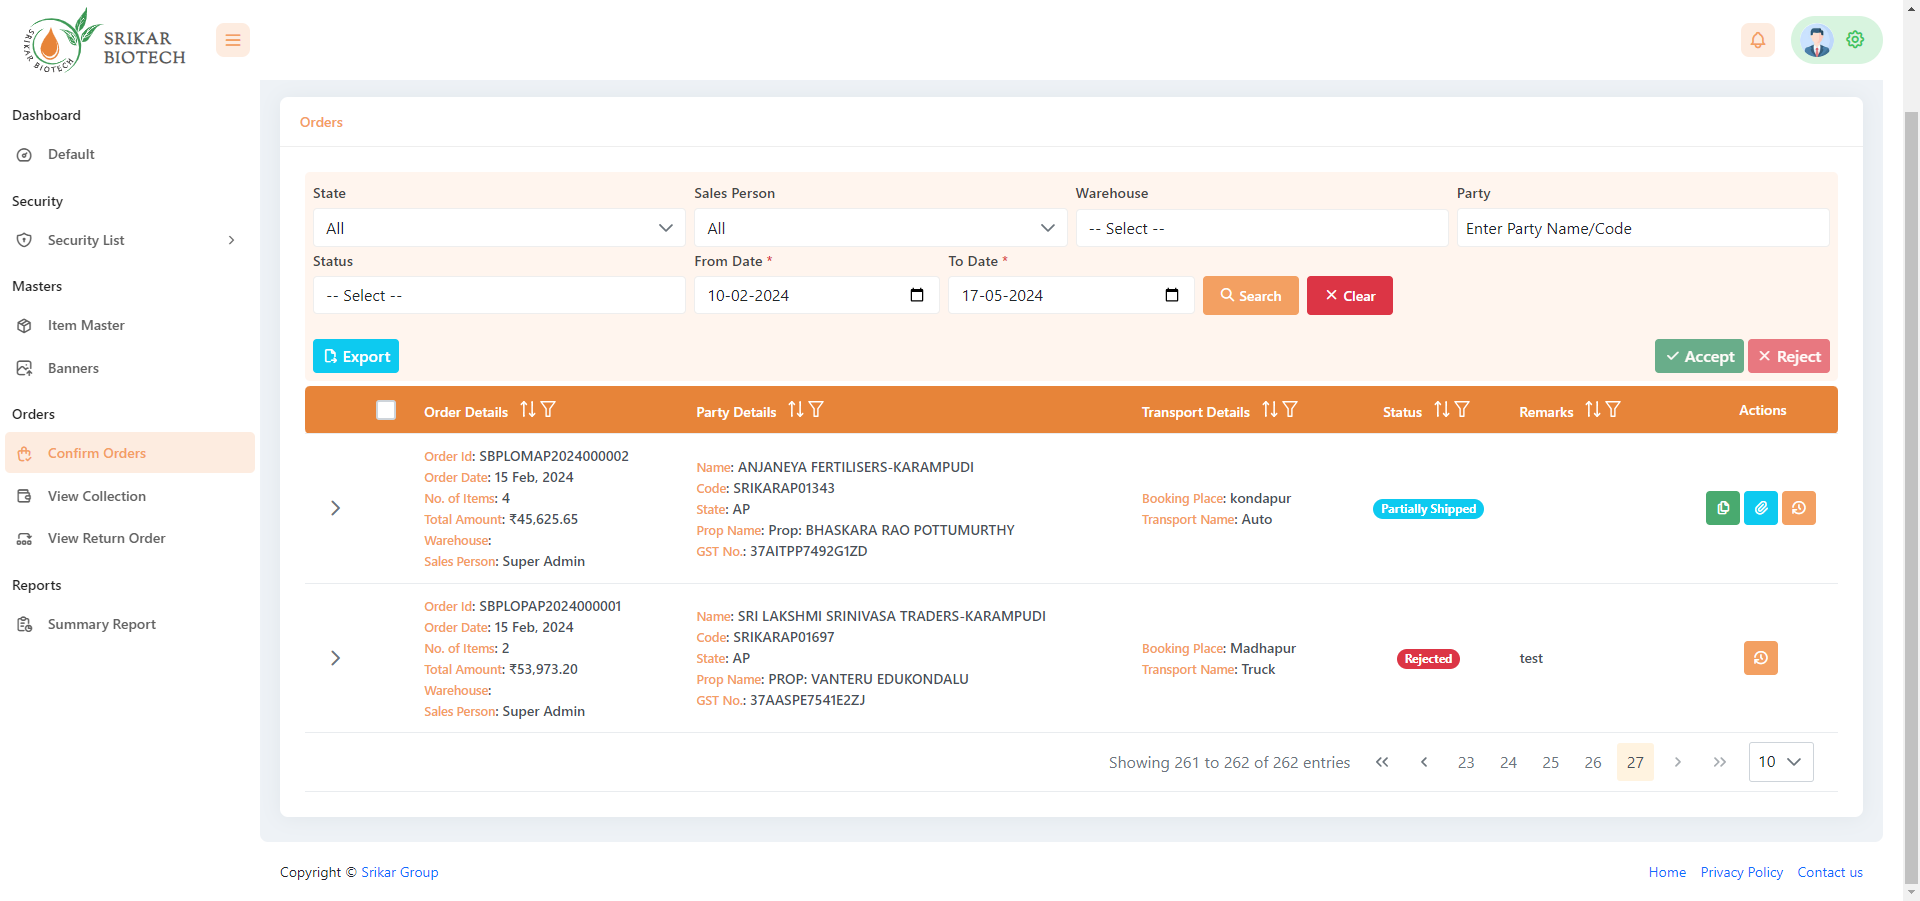 SRIKAR BIOTECH
SRIKAR
BIOTECH
Dashboard
Default
Security
Security List
Masters
Item Master
Banners
Orders
Confirm Orders
View Collection
View Return Order
Reports
Summary Report
Orders
State
Sales Person
Warehouse
Party
All
All
-- Select --
Enter Party Name/Code
Status
From Date *
To Date *
-- Select --
10-02-2024
17-05-2024
Search
Clear
Export
Accept
Reject
Order Details
Party Details
Transport Details
Status
Remarks
Actions
Order Id: SBPLOMAP2024000002
Order Date: 15 Feb, 2024
No. of Items: 4
Total Amount: ₹45,625.65
Warehouse:
Sales Person: Super Admin
Name: ANJANEYA FERTILISERS-KARAMPUDI
Code: SRIKARAP01343
State: AP
Prop Name: Prop: BHASKARA RAO POTTUMURTHY
GST No.: 37AITPP7492G1ZD
Booking Place: kondapur
Transport Name: Auto
Partially Shipped
Order Id: SBPLOPAP2024000001
Order Date: 15 Feb, 2024
No. of Items: 2
Total Amount: ₹53,973.20
Warehouse:
Sales Person: Super Admin
Name: SRI LAKSHMI SRINIVASA TRADERS-KARAMPUDI
Code: SRIKARAP01697
State: AP
Prop Name: PROP: VANTERU EDUKONDALU
GST No.: 37AASPE7541E2ZJ
Booking Place: Madhapur
Transport Name: Truck
Rejected
test
Showing 261 to 262 of 262 entries
23 24 25 26 27
10
Copyright © Srikar Group
Home Privacy Policy Contact us